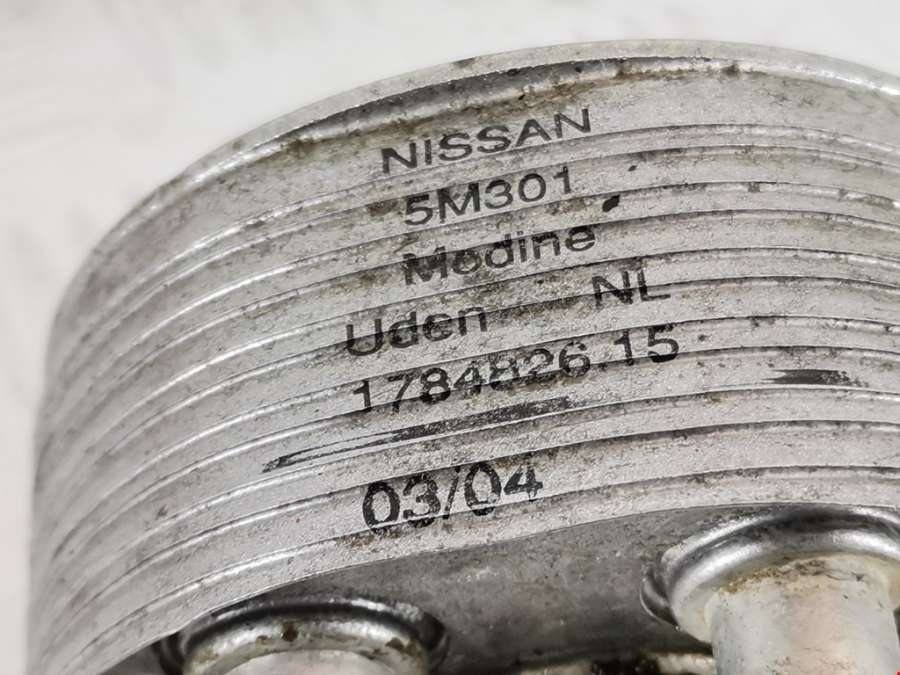 NISSAN
5M301
Modine
Uden NL
1784826.15
03/04